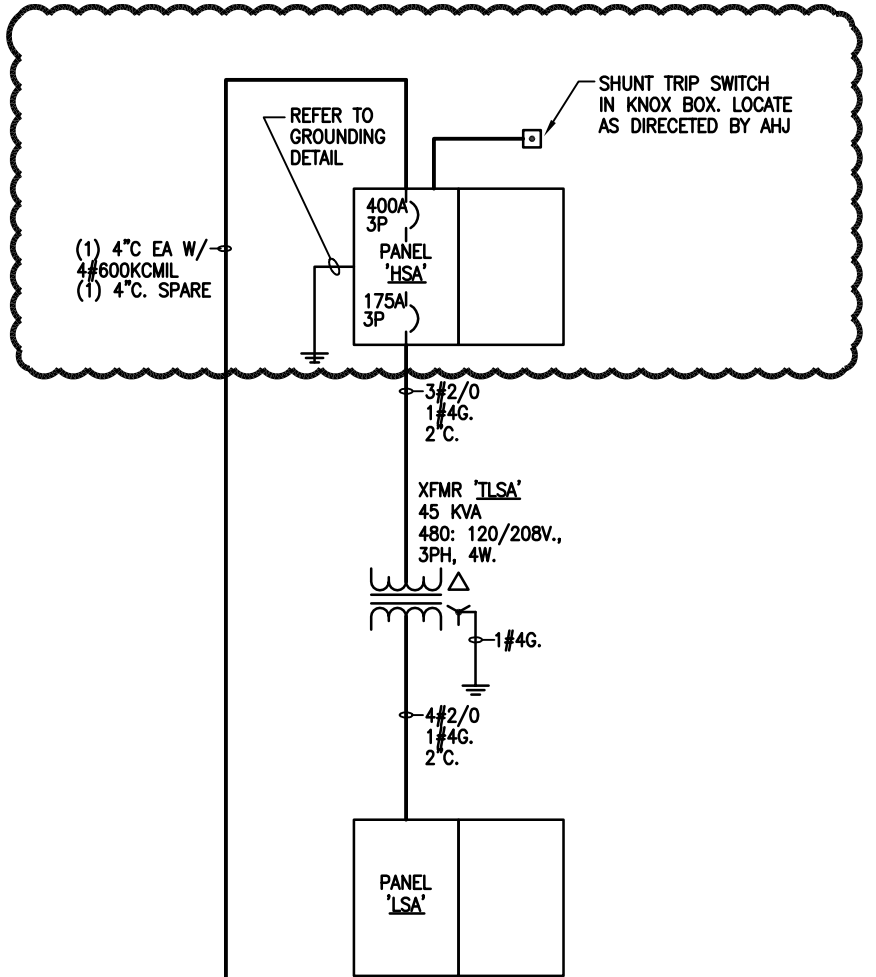 SHUNT TRIP SWITCH
IN KNOX BOX. LOCATE
AS DIRECETED BY AHJ
REFER TO
GROUNDING
DETAIL
400A
3P
PANEL
'HSA'
175A
3P
(1) 4"C EA W/
4#600KCMIL
(1) 4"C. SPARE
3#2/0
1#4G.
2"C.
XFMR 'TLSA'
45 KVA
480: 120/208V.,
3PH, 4W.
1#4G.
4#2/0
1#4G.
2"C.
PANEL
'LSA'